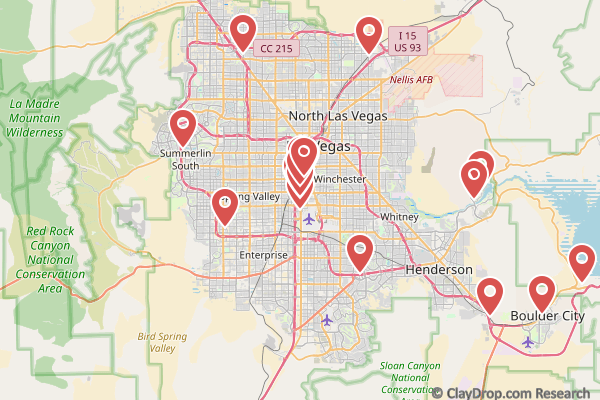 I 15
US 93
CC 215
Nellis AFB
La Madre
Mountain
Wilderness
North Las Vegas
Vegas
Summerlin
South
Winchester
Spring Valley
Whitney
Red Rock
Canyon
National
Conservation
Area
Enterprise
Henderson
Boulder City
Bird Spring
Valley
Sloan Canyon
National
Conservation
© ClayDrop.com Research